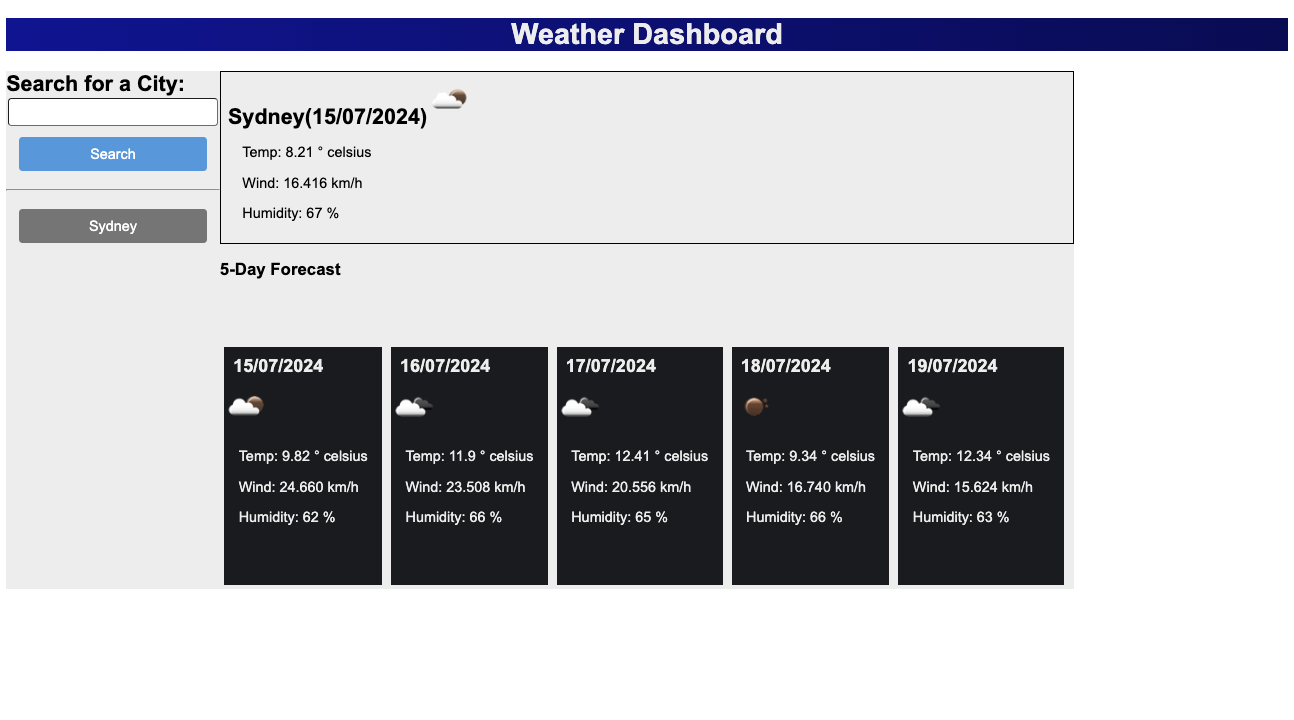 Weather Dashboard
Search for a City:
Search
Sydney
Sydney(15/07/2024)
Temp: 8.21 ° celsius
Wind: 16.416 km/h
Humidity: 67 %
5-Day Forecast
15/07/2024
Temp: 9.82 ° celsius
Wind: 24.660 km/h
Humidity: 62 %
16/07/2024
Temp: 11.9 ° celsius
Wind: 23.508 km/h
Humidity: 66 %
17/07/2024
Temp: 12.41 ° celsius
Wind: 20.556 km/h
Humidity: 65 %
18/07/2024
Temp: 9.34 ° celsius
Wind: 16.740 km/h
Humidity: 66 %
19/07/2024
Temp: 12.34 ° celsius
Wind: 15.624 km/h
Humidity: 63 %